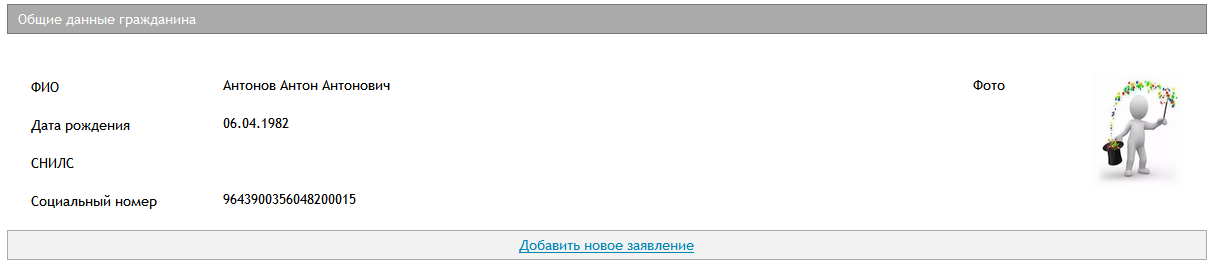 Общие данные гражданина
ФИО Антонов Антон Антонович Фото
Дата рождения 06.04.1982
СНИЛС
Социальный номер 9643900356048200015
Добавить новое заявление